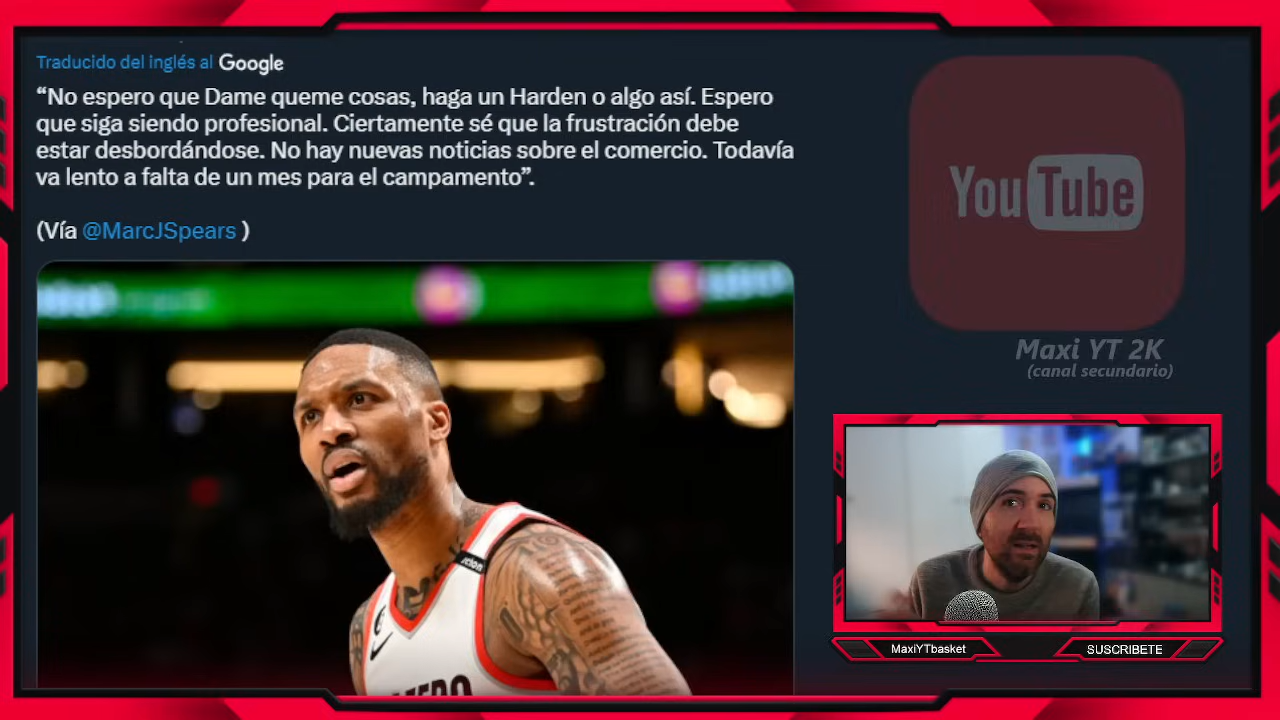 Traducido del inglés al Google
“No espero que Dame queme cosas, haga un Harden o algo así. Espero
que siga siendo profesional. Ciertamente sé que la frustración debe
estar desbordándose. No hay nuevas noticias sobre el comercio. Todavía
va lento a falta de un mes para el campamento”.
(Vía @MarcJSpears )
YouTube
Maxi YT 2K
(canal secundario)
MaxiYTbasket
SUSCRIBETE